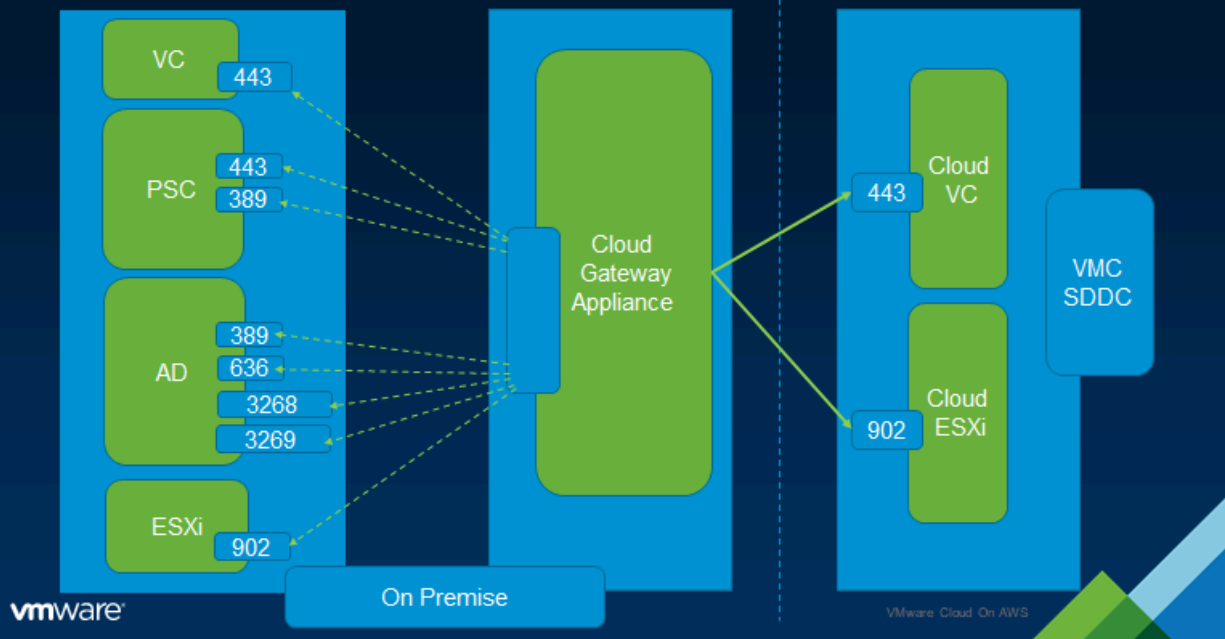 VC
443
PSC
443
389
AD
389
636
3268
3269
ESXi
902
Cloud
Gateway
Appliance
443
Cloud
VC
902
Cloud
ESXi
VMC
SDDC
On Premise
vmware
VMware Cloud On AWS